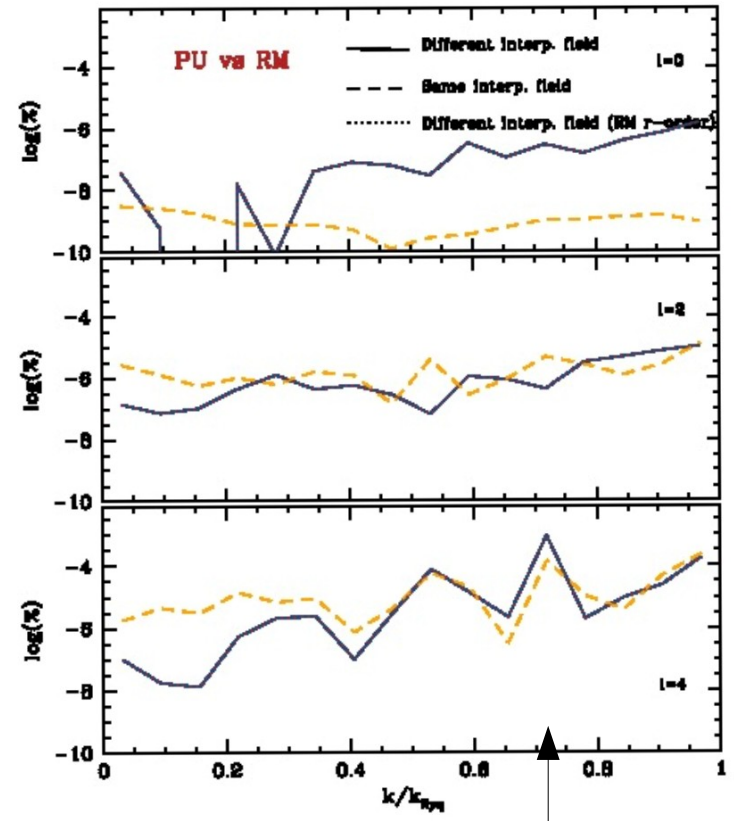 PU vs RM
Different interp. field
Same interp. field
Different interp. field (RM r-order)
l=0
log(%)
-4
-6
-8
-10
l=2
log(%)
-4
-6
-8
-10
l=4
log(%)
-4
-6
-8
-10
0
0.2
0.4
0.6
0.8
1
k/k_Nyq